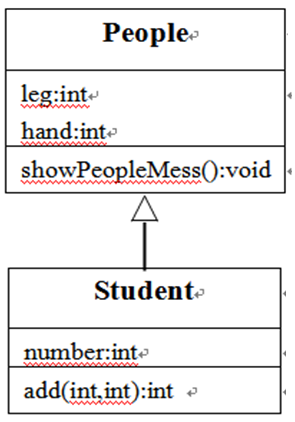 People
leg:int
hand:int
showPeopleMess():void
Student
number:int
add(int,int):int